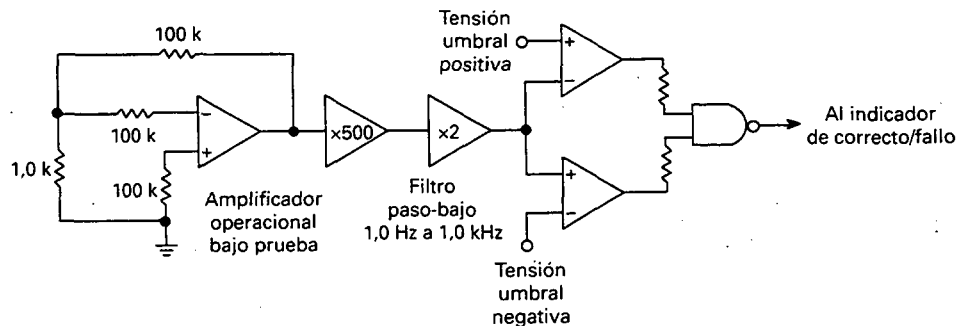 100 k
100 k
1,0 k
100 k
−
+
Amplificador
operacional
bajo prueba
×500
×2
Filtro
paso-bajo
1,0 Hz a 1,0 kHz
Tensión
umbral
positiva
+
−
+
−
Tensión
umbral
negativa
Al indicador
de correcto/fallo